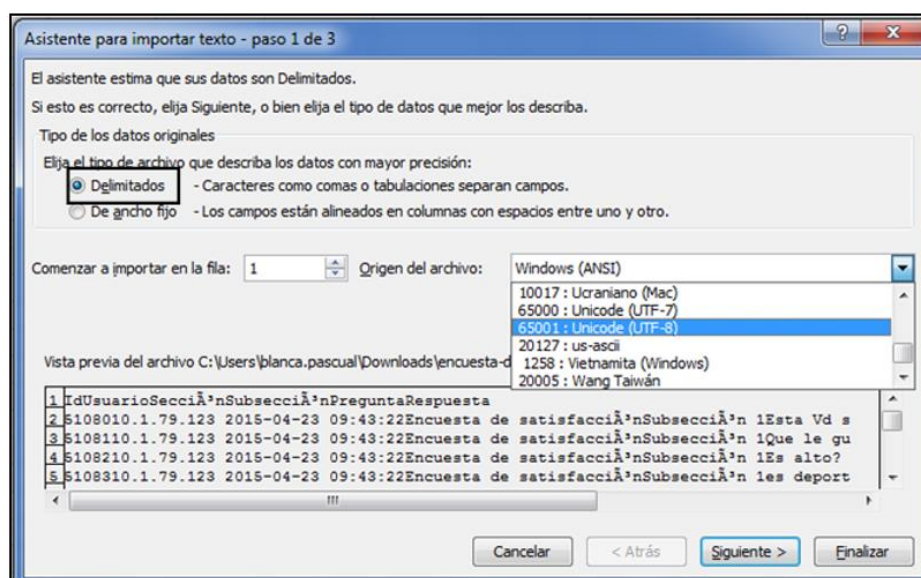 Asistente para importar texto - paso 1 de 3
El asistente estima que sus datos son Delimitados.
Si esto es correcto, elija Siguiente, o bien elija el tipo de datos que mejor los describa.
Tipo de los datos originales
Elija el tipo de archivo que describa los datos con mayor precisión:
Delimitados - Caracteres como comas o tabulaciones separan campos.
De ancho fijo - Los campos están alineados en columnas con espacios entre uno y otro.
Comenzar a importar en la fila: 1 Origen del archivo: Windows (ANSI)
10017 : Ucraniano (Mac)
65000 : Unicode (UTF-7)
65001 : Unicode (UTF-8)
20127 : us-ascii
1258 : Vietnamita (Windows)
20005 : Wang Taiwán
Vista previa del archivo C:\Users\blanca.pascual\Downloads\encuesta-d
1 IdUsuarioSecciÃ³nSubsecciÃ³nPreguntaRespuesta
2 5108010.1.79.123 2015-04-23 09:43:22Encuesta de satisfacciÃ³nSubsecciÃ³n 1Esta Vd s
3 5108110.1.79.123 2015-04-23 09:43:22Encuesta de satisfacciÃ³nSubsecciÃ³n 1Que le gu
4 5108210.1.79.123 2015-04-23 09:43:22Encuesta de satisfacciÃ³nSubsecciÃ³n 1Es alto?
5 5108310.1.79.123 2015-04-23 09:43:22Encuesta de satisfacciÃ³nSubsecciÃ³n 1es deport
Cancelar < Atrás Siguiente > Finalizar